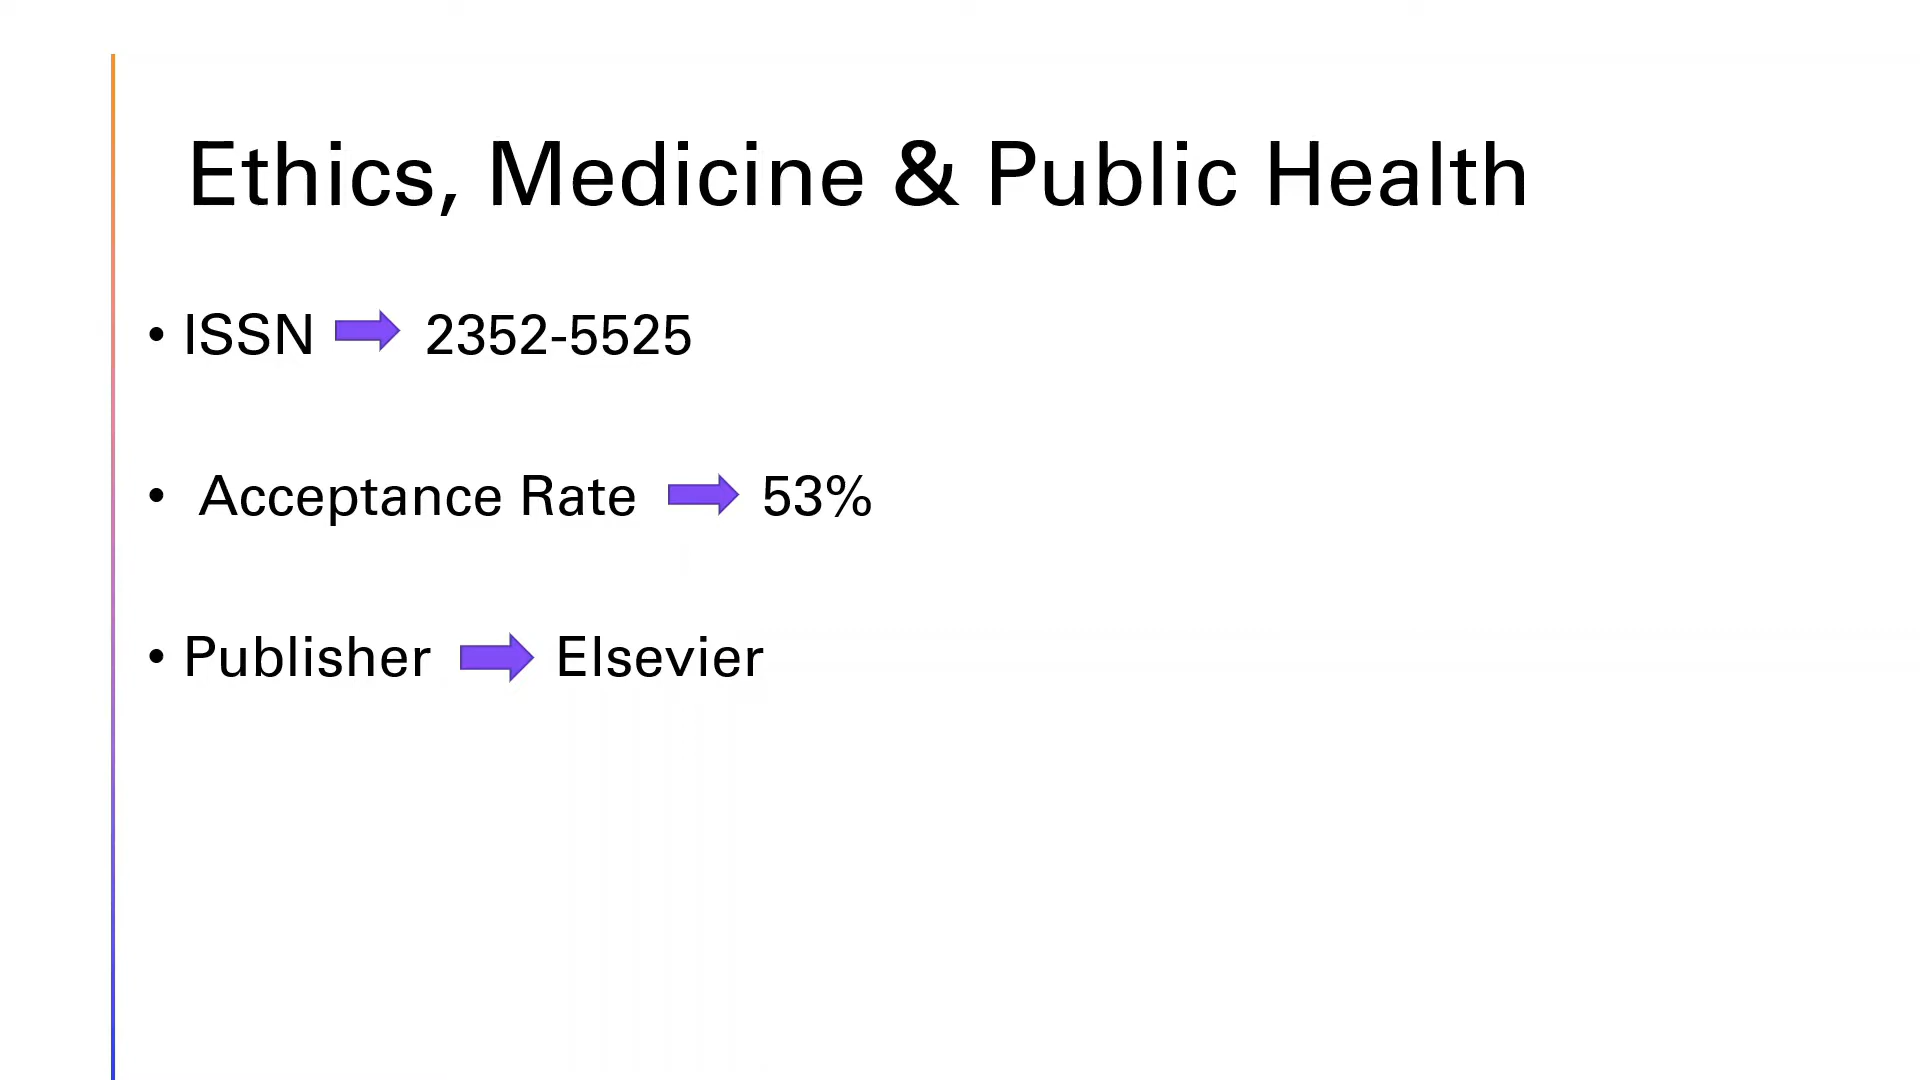 Ethics, Medicine & Public Health
• ISSN 2352-5525
• Acceptance Rate 53%
• Publisher Elsevier